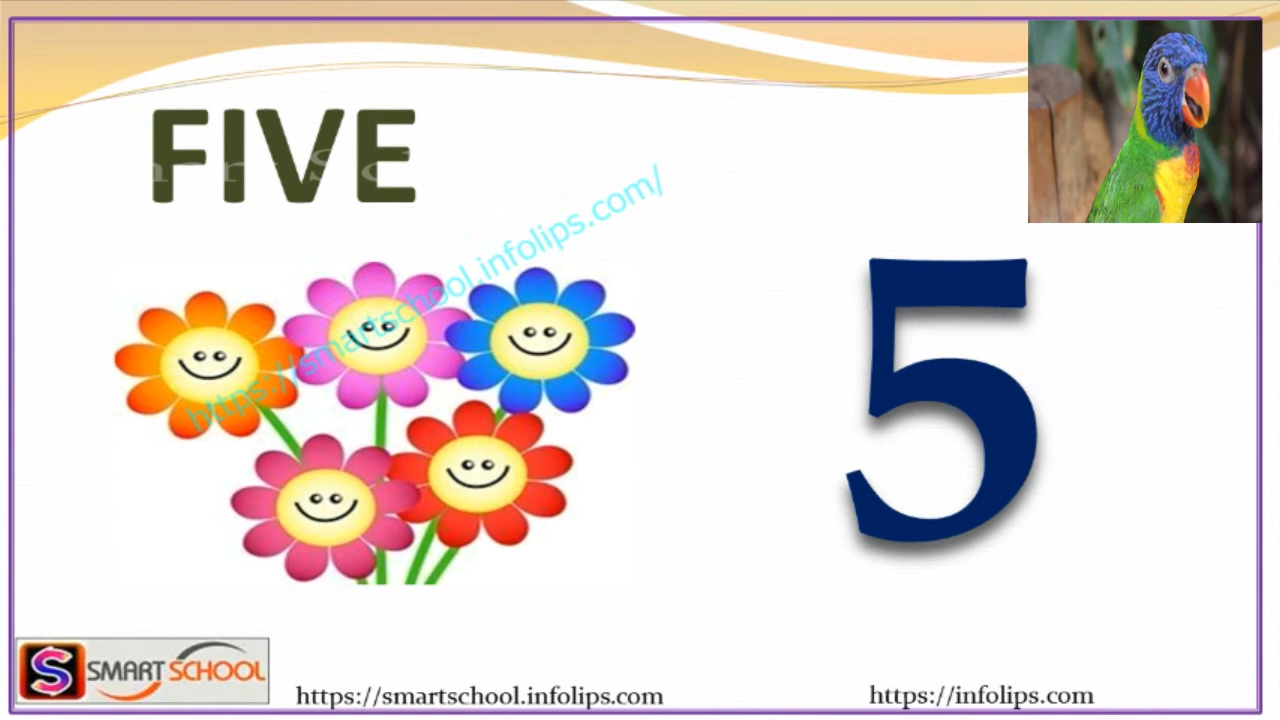 FIVE
https://smartschool.infolips.com/
5
SMART SCHOOL
https://smartschool.infolips.com
https://infolips.com